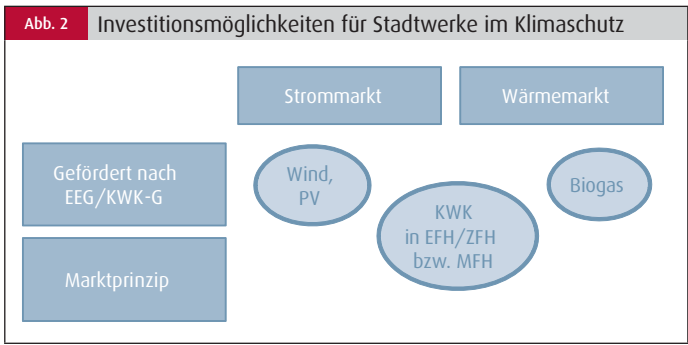 Abb. 2
Investitionsmöglichkeiten für Stadtwerke im Klimaschutz
Strommarkt
Wärmemarkt
Gefördert nach
EEG/KWK-G
Wind,
PV
Biogas
KWK
in EFH/ZFH
bzw. MFH
Marktprinzip